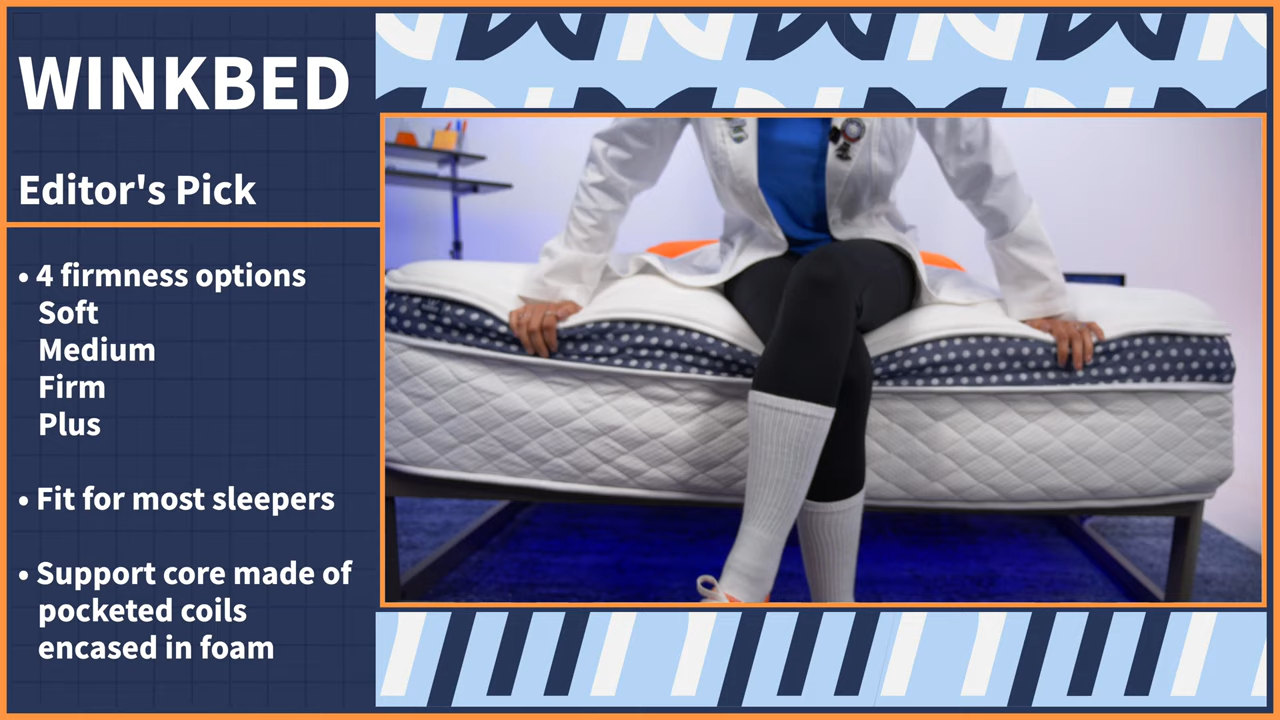 WINKBED
Editor's Pick
• 4 firmness options
Soft
Medium
Firm
Plus
• Fit for most sleepers
• Support core made of
pocketed coils
encased in foam